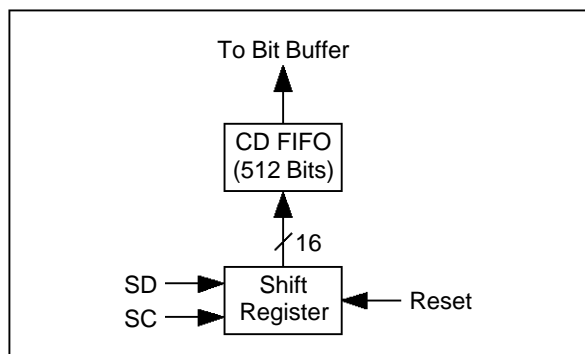 To Bit Buffer
CD FIFO
(512 Bits)
16
SD
SC
Shift
Register
Reset